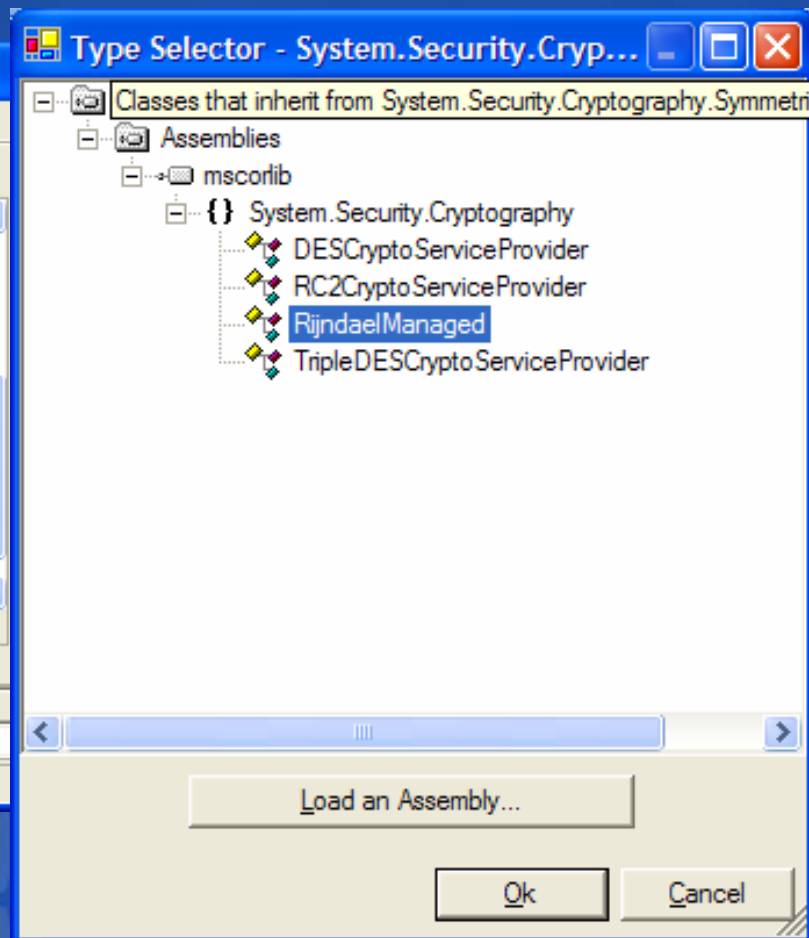 Type Selector - System.Security.Cryp...
Classes that inherit from System.Security.Cryptography.Symmetri
Assemblies
mscorlib
{} System.Security.Cryptography
DESCryptoServiceProvider
RC2CryptoServiceProvider
RijndaelManaged
TripleDESCryptoServiceProvider
Load an Assembly...
Ok Cancel